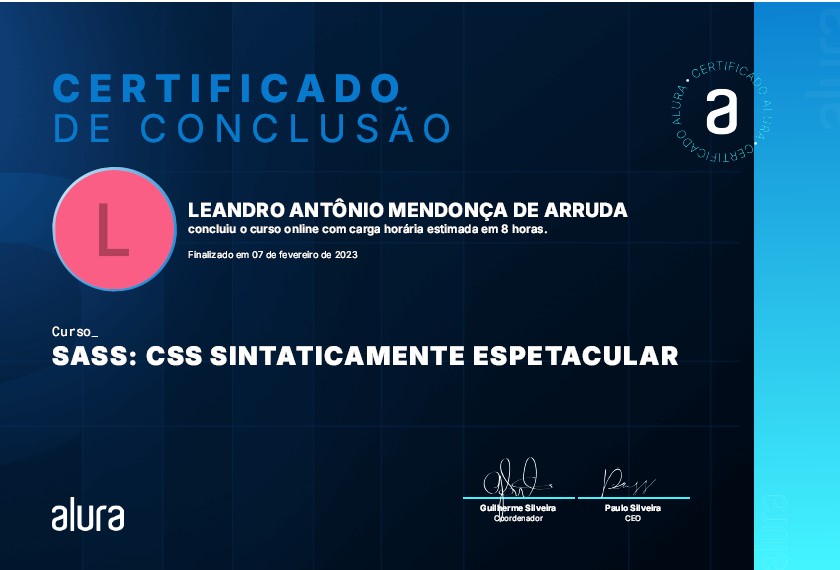 CERTIFICADO
DE CONCLUSÃO
CERTIFICADO ALURA • CERTIFICADO ALURA •
a
L
LEANDRO ANTÔNIO MENDONÇA DE ARRUDA
concluiu o curso online com carga horária estimada em 8 horas.
Finalizado em 07 de fevereiro de 2023
Curso_
SASS: CSS SINTATICAMENTE ESPETACULAR
alura
Guilherme Silveira
Coordenador
Paulo Silveira
CEO
alura
alura